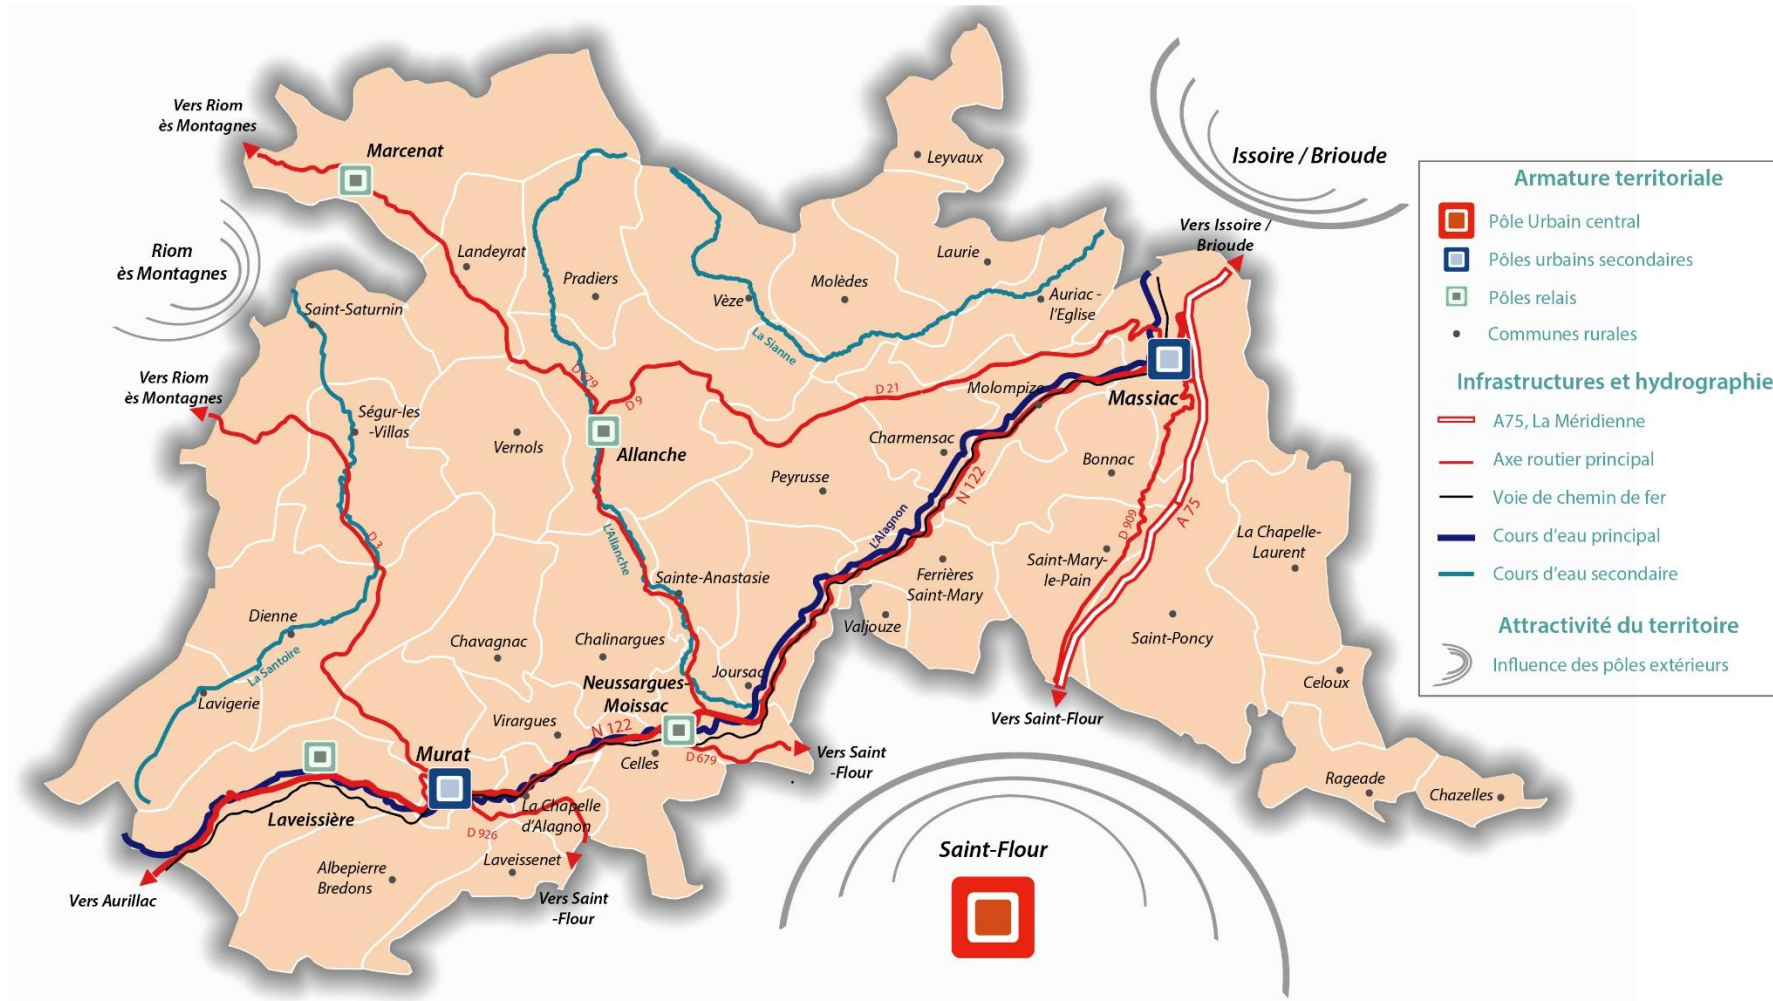 Vers Riom
ès Montagnes
Marcenat
Leyvaux
Issoire / Brioude
Riom
ès Montagnes
Landeyrat
Pradiers
Laurie
Molèdes
Vèze
Auriac -
l'Eglise
Vers Issoire /
Brioude
Saint-Saturnin
La Sianne
Vers Riom
ès Montagnes
D 679
D 9
D 21
Molompize
Massiac
Ségur-les
-Villas
Vernols
Allanche
Charmensac
Peyrusse
Bonnac
N 122
L'Alagnon
D 909
A 75
La Chapelle-
Laurent
D 3
L'Allanche
Sainte-Anastasie
Ferrières
Saint-Mary
Saint-Mary-
le-Pain
Dienne
Chavagnac
Chalinargues
Valjouze
Saint-Poncy
La Santoire
Lavigerie
Joursac
Neussargues-
Moissac
Celoux
Virargues
N 122
Vers Saint-Flour
Murat
Celles
D 679
Vers Saint
-Flour
Rageade
Chazelles
Laveissière
La Chapelle
d'Alagnon
D 926
Laveissenet
Albepierre
Bredons
Vers Aurillac
Vers Saint
-Flour
Saint-Flour
Armature territoriale
Pôle Urbain central
Pôles urbains secondaires
Pôles relais
Communes rurales
Infrastructures et hydrographie
A75, La Méridienne
Axe routier principal
Voie de chemin de fer
Cours d'eau principal
Cours d'eau secondaire
Attractivité du territoire
Influence des pôles extérieurs